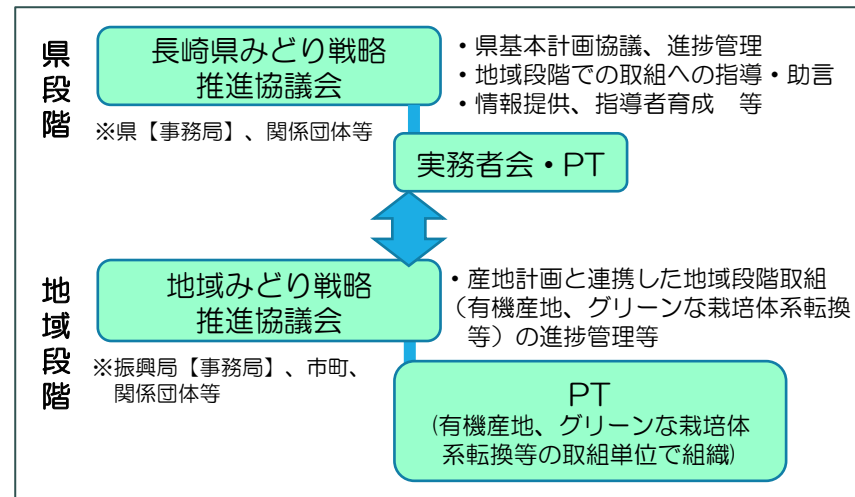 県段階
長崎県みどり戦略
推進協議会
※県【事務局】、関係団体等
・県基本計画協議、進捗管理
・地域段階での取組への指導・助言
・情報提供、指導者育成　等
実務者会・PT
地域段階
地域みどり戦略
推進協議会
※振興局【事務局】、市町、
関係団体等
・産地計画と連携した地域段階取組
（有機産地、グリーンな栽培体系転換
等）の進捗管理等
PT
(有機産地、グリーンな栽培体
系転換等の取組単位で組織)